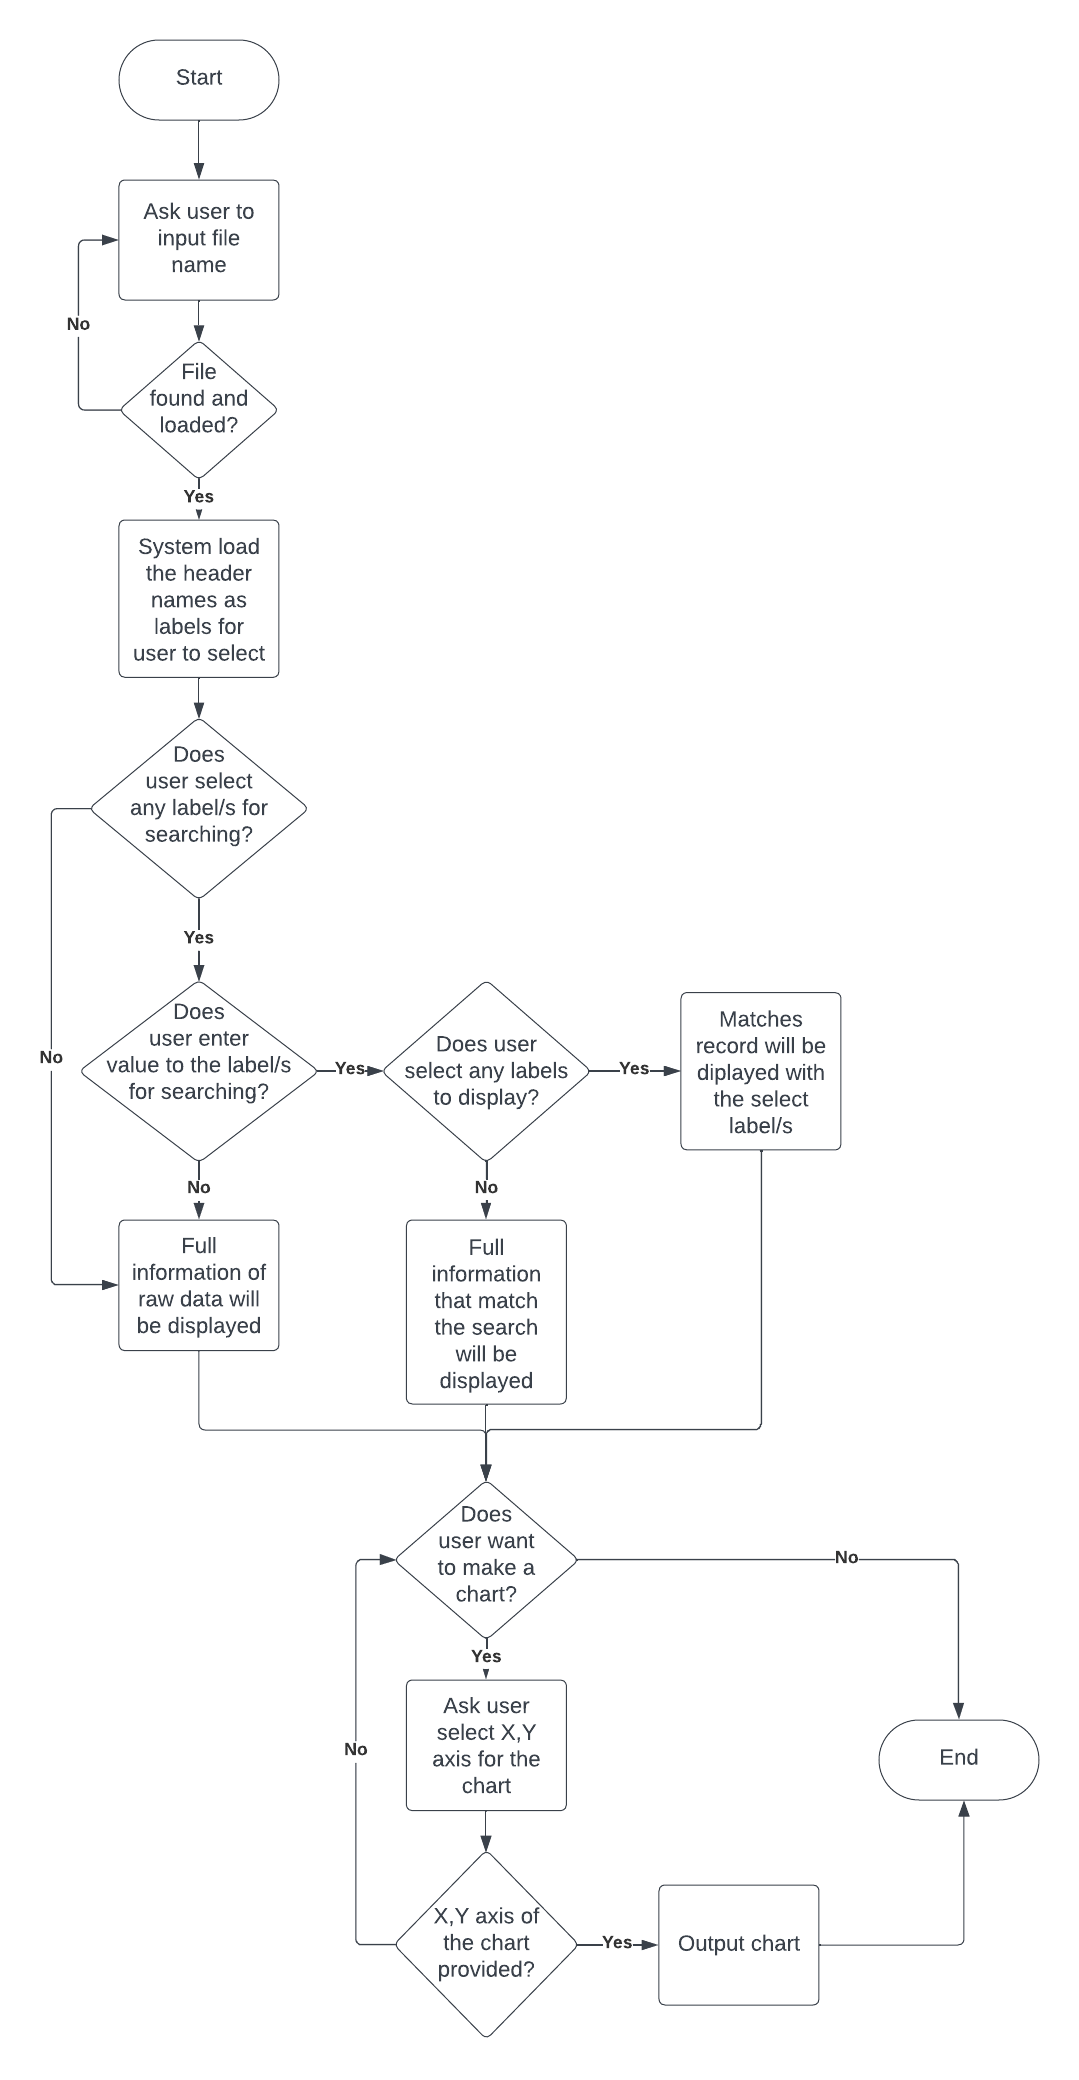 Start
Ask user to
input file
name
No
File
found and
loaded?
Yes
System load
the header
names as
labels for
user to select
Does
user select
any label/s for
searching?
Yes
No
Does
user enter
value to the label/s
for searching?
Yes
Does user
select any labels
to display?
Yes
Matches
record will be
diplayed with
the select
label/s
No
No
Full
information of
raw data will
be displayed
Full
information
that match
the search
will be
displayed
Does
user want
to make a
chart?
No
Yes
Ask user
select X,Y
axis for the
chart
No
End
X,Y axis of
the chart
provided?
Yes
Output chart